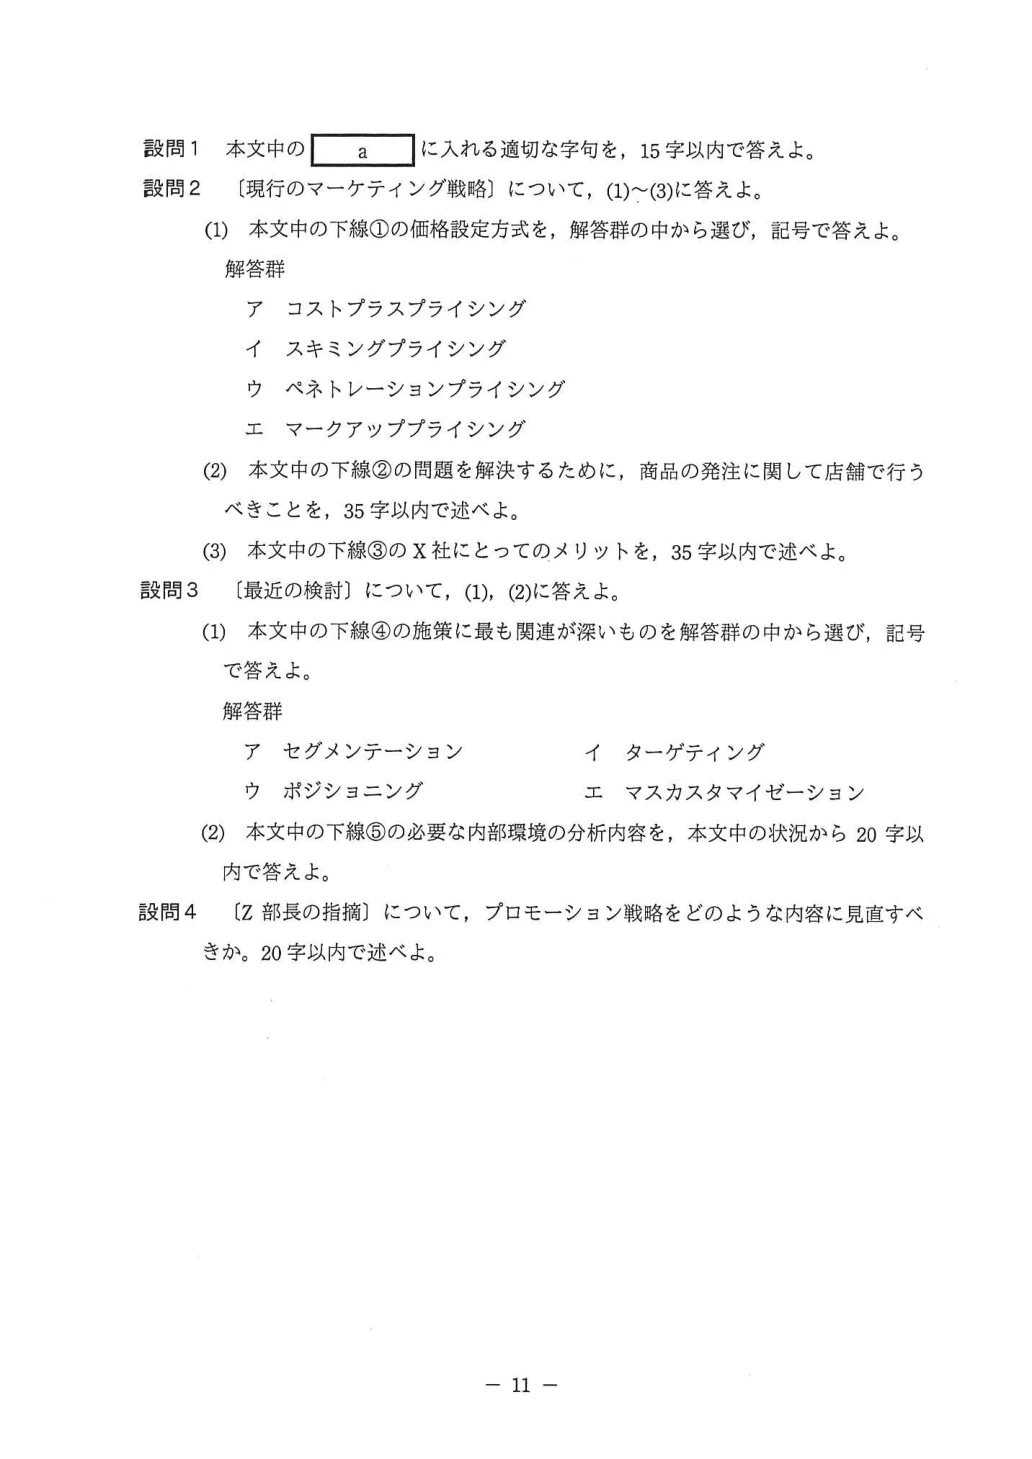 設問1 本文中の a に入れる適切な字句を，15字以内で答えよ。
設問2 〔現行のマーケティング戦略〕について，(1)～(3)に答えよ。
(1) 本文中の下線①の価格設定方式を，解答群の中から選び，記号で答えよ。
解答群
ア コストプラスプライシング
イ スキミングプライシング
ウ ペネトレーションプライシング
エ マークアッププライシング
(2) 本文中の下線②の問題を解決するために，商品の発注に関して店舗で行う
べきことを，35字以内で述べよ。
(3) 本文中の下線③のX社にとってのメリットを，35字以内で述べよ。
設問3 〔最近の検討〕について，(1)，(2)に答えよ。
(1) 本文中の下線④の施策に最も関連が深いものを解答群の中から選び，記号
で答えよ。
解答群
ア セグメンテーション イ ターゲティング
ウ ポジショニング エ マスカスタマイゼーション
(2) 本文中の下線⑤の必要な内部環境の分析内容を，本文中の状況から 20 字以
内で答えよ。
設問4 〔Z 部長の指摘〕について，プロモーション戦略をどのような内容に見直すべ
きか。20字以内で述べよ。
－ 11 －